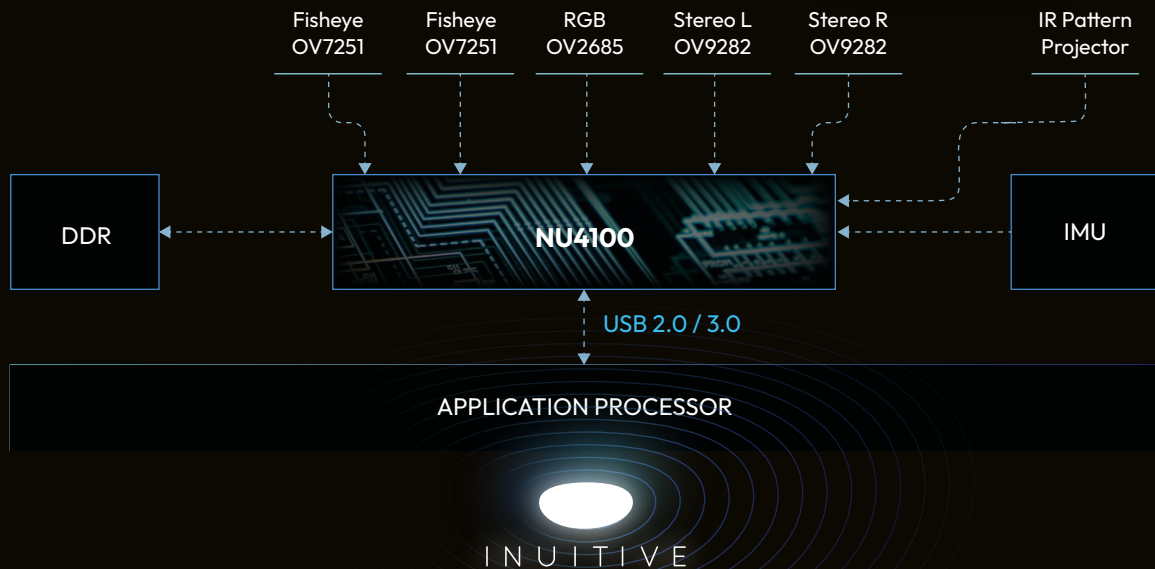 Fisheye
OV7251
Fisheye
OV7251
RGB
OV2685
Stereo L
OV9282
Stereo R
OV9282
IR Pattern
Projector
DDR
NU4100
IMU
USB 2.0 / 3.0
APPLICATION PROCESSOR
INUITIVE